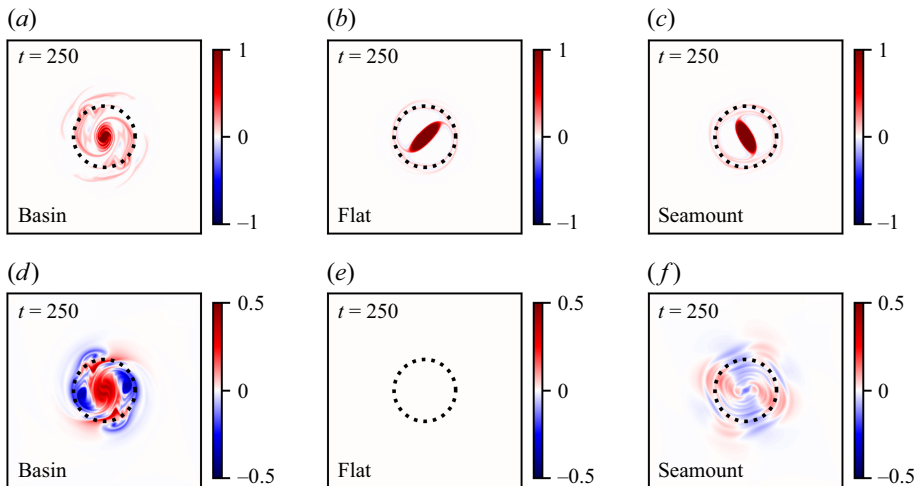 (a)
(b)
(c)
t = 250
1
0
–1
Basin
t = 250
1
0
–1
Flat
t = 250
1
0
–1
Seamount
(d)
(e)
(f)
t = 250
0.5
0
–0.5
Basin
t = 250
0.5
0
–0.5
Flat
t = 250
0.5
0
–0.5
Seamount